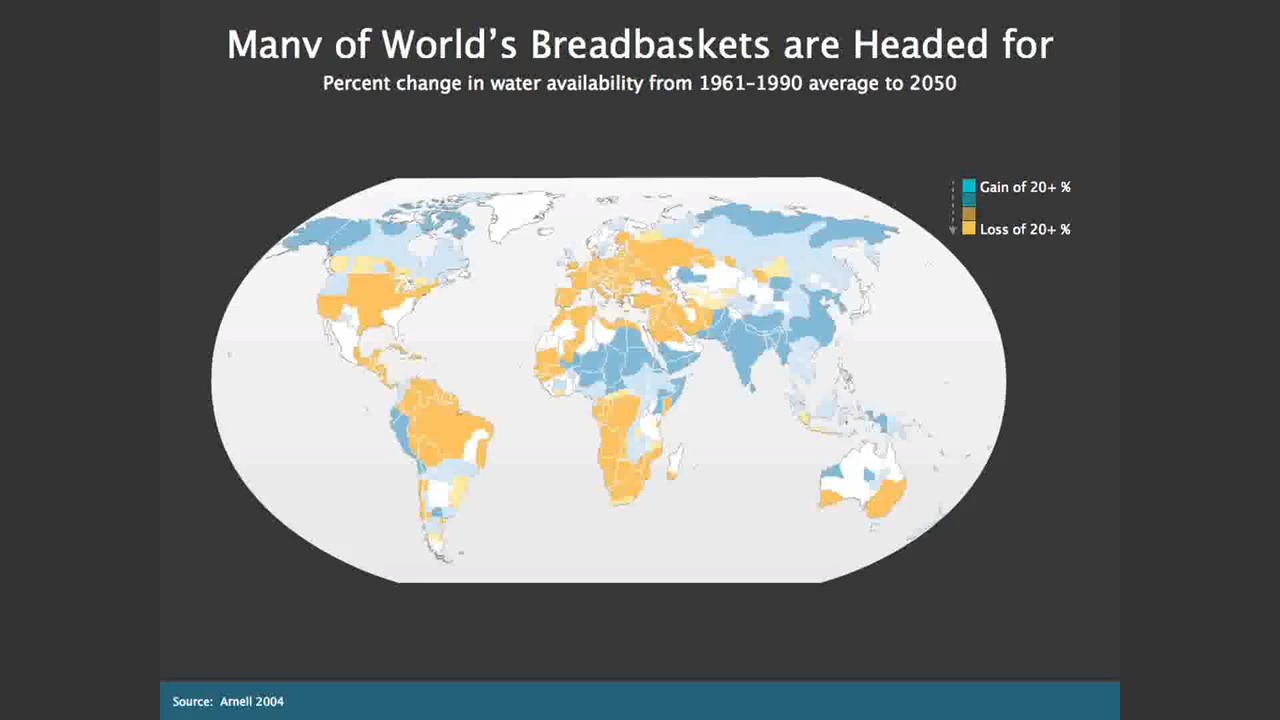 Many of World's Breadbaskets are Headed for
Percent change in water availability from 1961–1990 average to 2050
Gain of 20+ %
Loss of 20+ %
Source: Arnell 2004